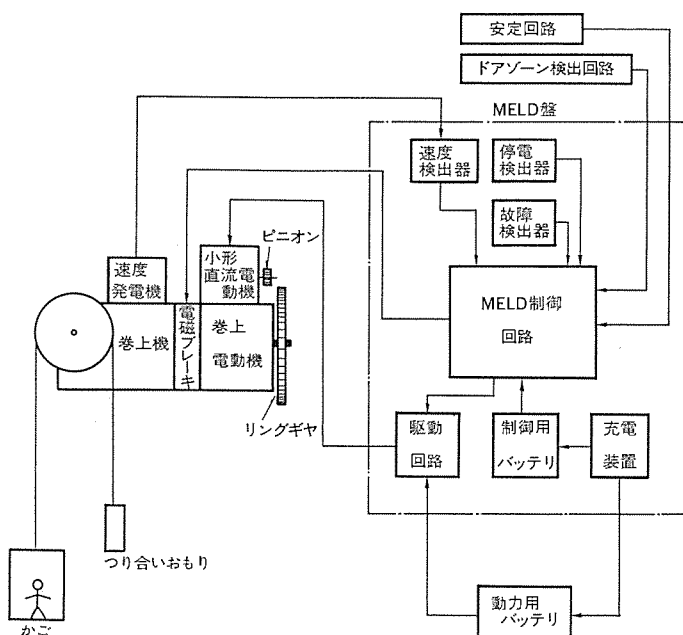 安定回路
ドアゾーン検出回路
MELD盤
速度
検出器
停電
検出器
故障
検出器
ピニオン
小形
直流電
動機
速度
発電機
MELD制御
回路
巻上機
電磁ブレーキ
巻上
電動機
リングギヤ
駆動
回路
制御用
バッテリ
充電
装置
つり合いおもり
動力用
バッテリ
かご